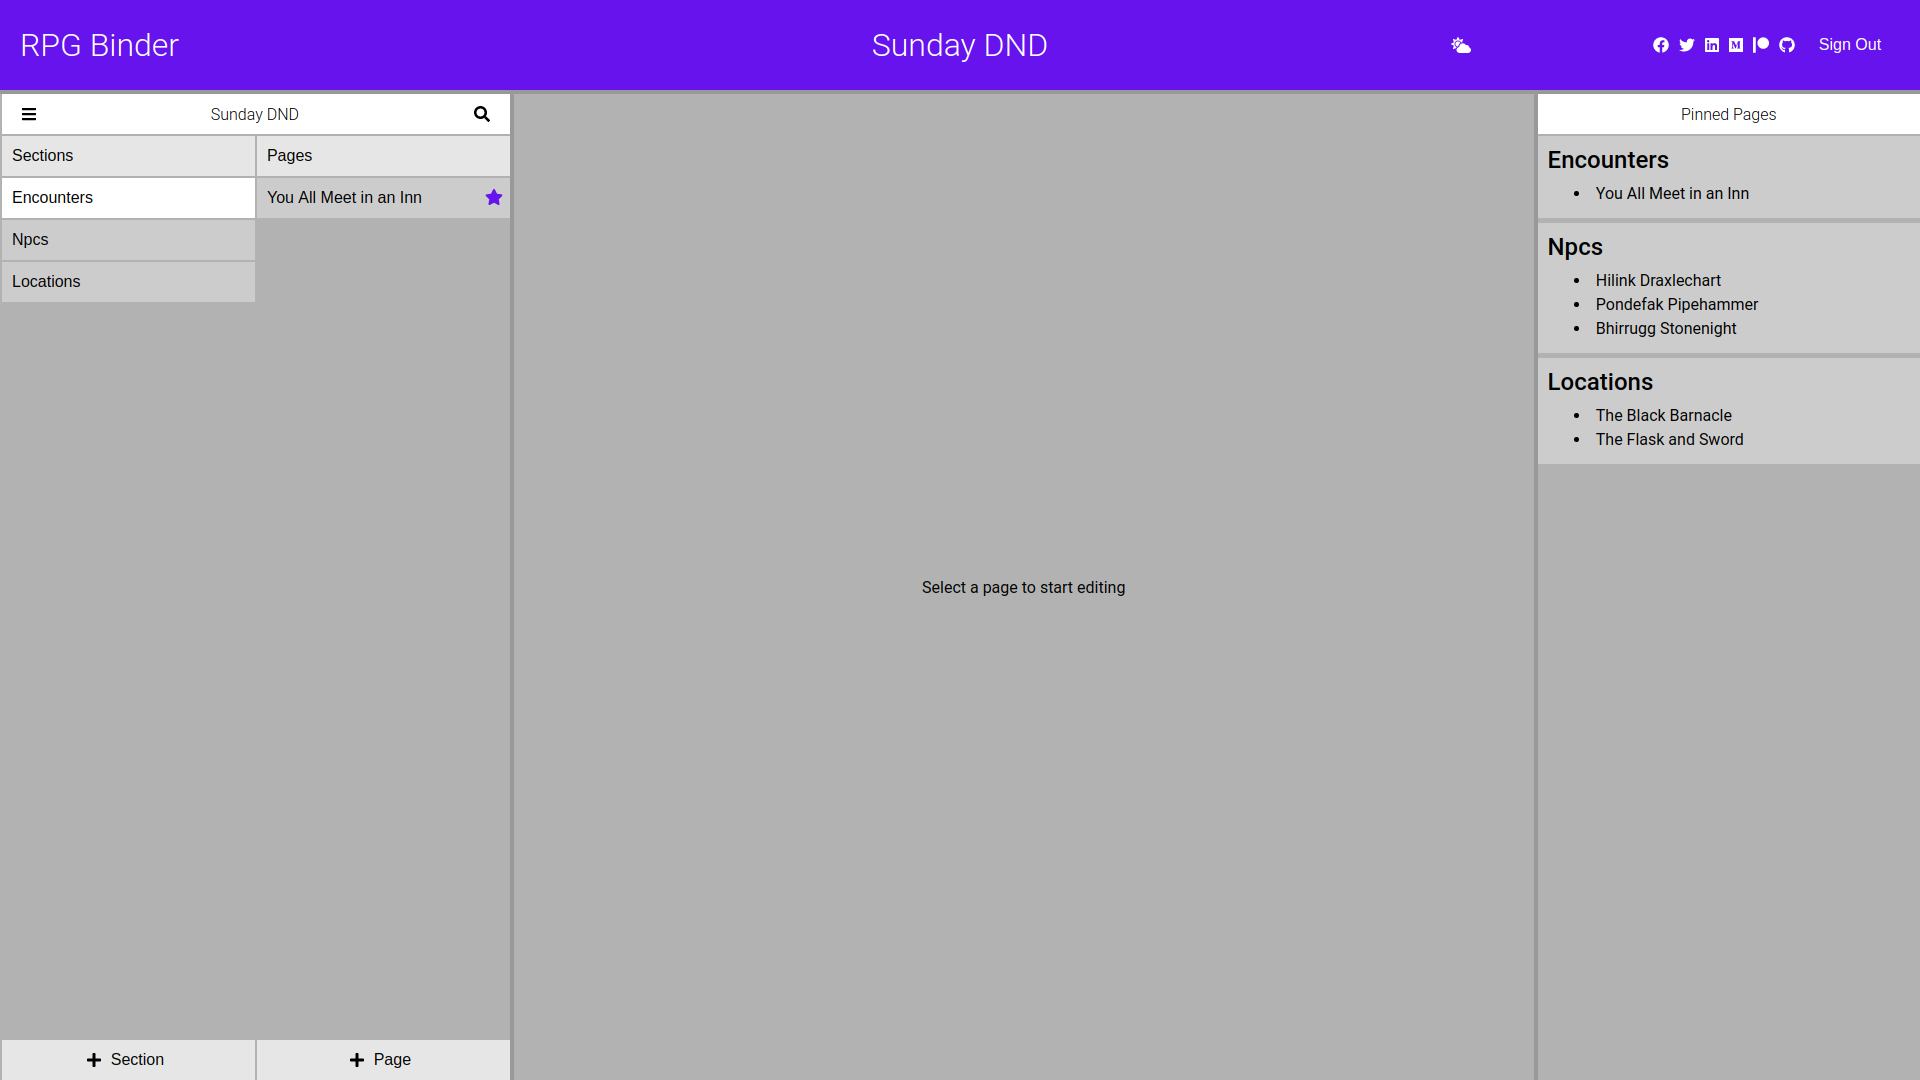 RPG Binder
Sunday DND
Sign Out
Sunday DND
Sections
Pages
Encounters
You All Meet in an Inn
Npcs
Locations
Section
Page
Select a page to start editing
Pinned Pages
Encounters
You All Meet in an Inn
Npcs
Hilink Draxlechart
Pondefak Pipehammer
Bhirrugg Stonenight
Locations
The Black Barnacle
The Flask and Sword